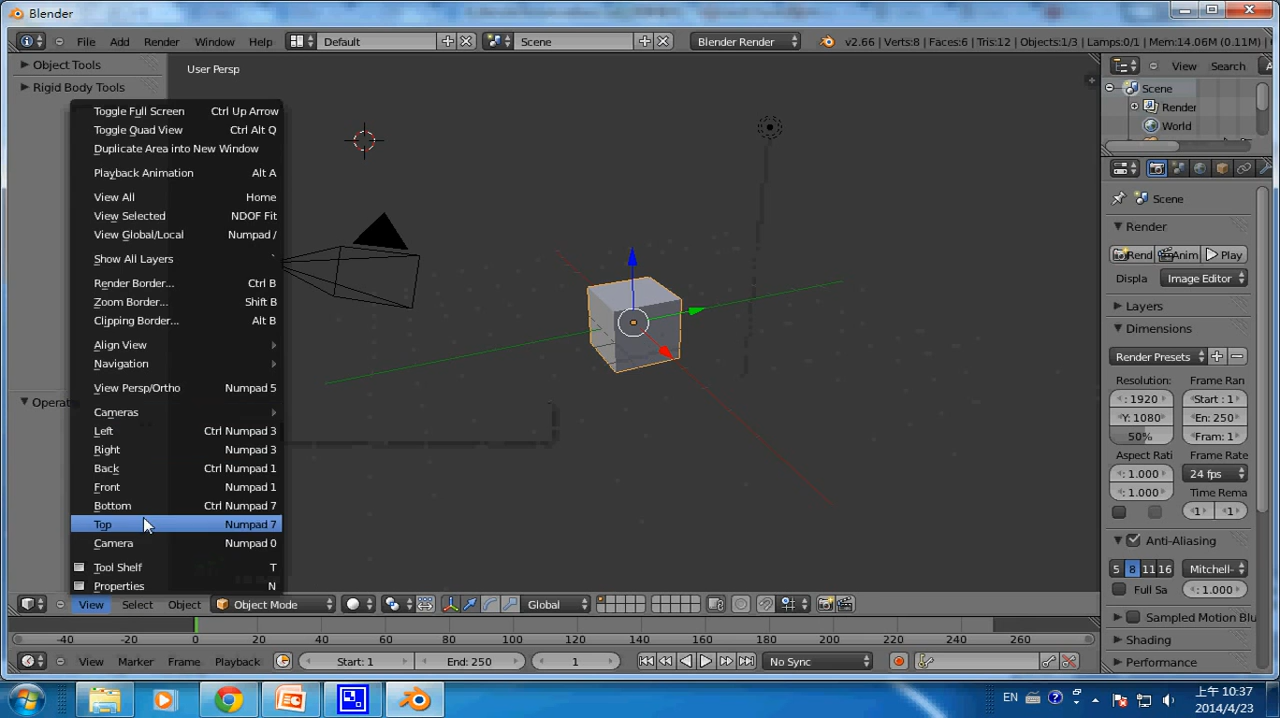 Blender
File Add Render Window Help Default Scene Blender Render v2.66 | Verts:8 | Faces:6 | Tris:12 | Objects:1/3 | Lamps:0/1 | Mem:14.06M (0.11M) |
Object Tools
Rigid Body Tools
User Persp
Toggle Full Screen Ctrl Up Arrow
Toggle Quad View Ctrl Alt Q
Duplicate Area into New Window
Playback Animation Alt A
View All Home
View Selected NDOF Fit
View Global/Local Numpad /
Show All Layers `
Render Border... Ctrl B
Zoom Border... Shift B
Clipping Border... Alt B
Align View
Navigation
View Persp/Ortho Numpad 5
Cameras
Left Ctrl Numpad 3
Right Numpad 3
Back Ctrl Numpad 1
Front Numpad 1
Bottom Ctrl Numpad 7
Top Numpad 7
Camera Numpad 0
Tool Shelf T
Properties N
Operat
View Select Object Object Mode Global
-40 -20 0 20 40 60 80 100 120 140 160 180 200 220 240 260
View Marker Frame Playback Start: 1 End: 250 1 No Sync
View Search
Scene
Render
World
Scene
Render
Rend Anim Play
Displa Image Editor
Layers
Dimensions
Render Presets
Resolution: Frame Ran
: 1920 Start : 1
Y: 1080 En: 250
50% Fram: 1
Aspect Rati Frame Rate
: 1.000 24 fps
: 1.000 Time Rema
1 1
Anti-Aliasing
5 8 11 16 Mitchell-
Full Sa : 1.000
Sampled Motion Blu
Shading
Performance
EN 上午 10:37
2014/4/23